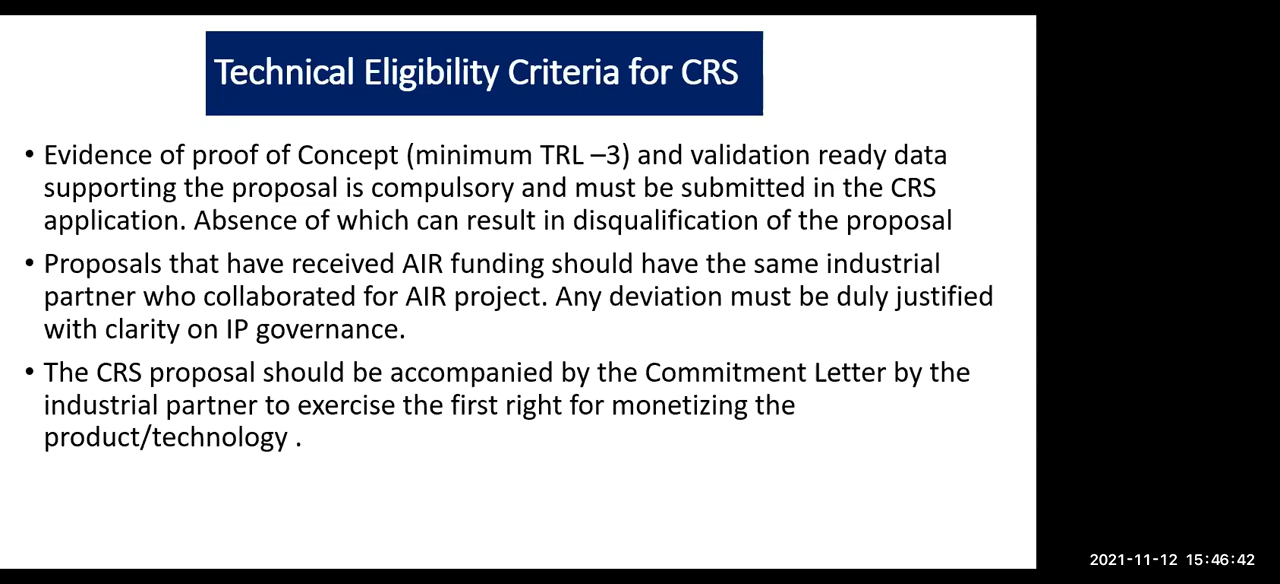 Technical Eligibility Criteria for CRS
• Evidence of proof of Concept (minimum TRL –3) and validation ready data
supporting the proposal is compulsory and must be submitted in the CRS
application. Absence of which can result in disqualification of the proposal
• Proposals that have received AIR funding should have the same industrial
partner who collaborated for AIR project. Any deviation must be duly justified
with clarity on IP governance.
• The CRS proposal should be accompanied by the Commitment Letter by the
industrial partner to exercise the first right for monetizing the
product/technology .
2021-11-12 15:46:42